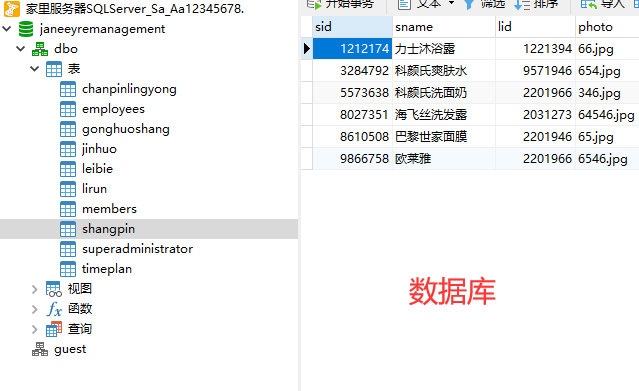 家里服务器SQLServer_Sa_Aa12345678.
janeeyremanagement
dbo
表
chanpinlingyong
employees
gonghuoshang
jinhuo
leibie
lirun
members
shangpin
superadministrator
timeplan
视图
函数
查询
guest
开始事务 文本 筛选 排序 导入
sid sname lid photo
1212174 力士沐浴露 1221394 66.jpg
3284792 科颜氏爽肤水 9571946 654.jpg
5573638 科颜氏洗面奶 2201966 346.jpg
8027351 海飞丝洗发露 2031273 64546.jpg
8610508 巴黎世家面膜 2201946 65.jpg
9866758 欧莱雅 2201966 6546.jpg
数据库